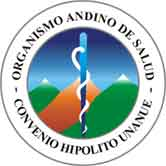 ORGANISMO ANDINO DE SALUD
- CONVENIO HIPOLITO UNANUE -